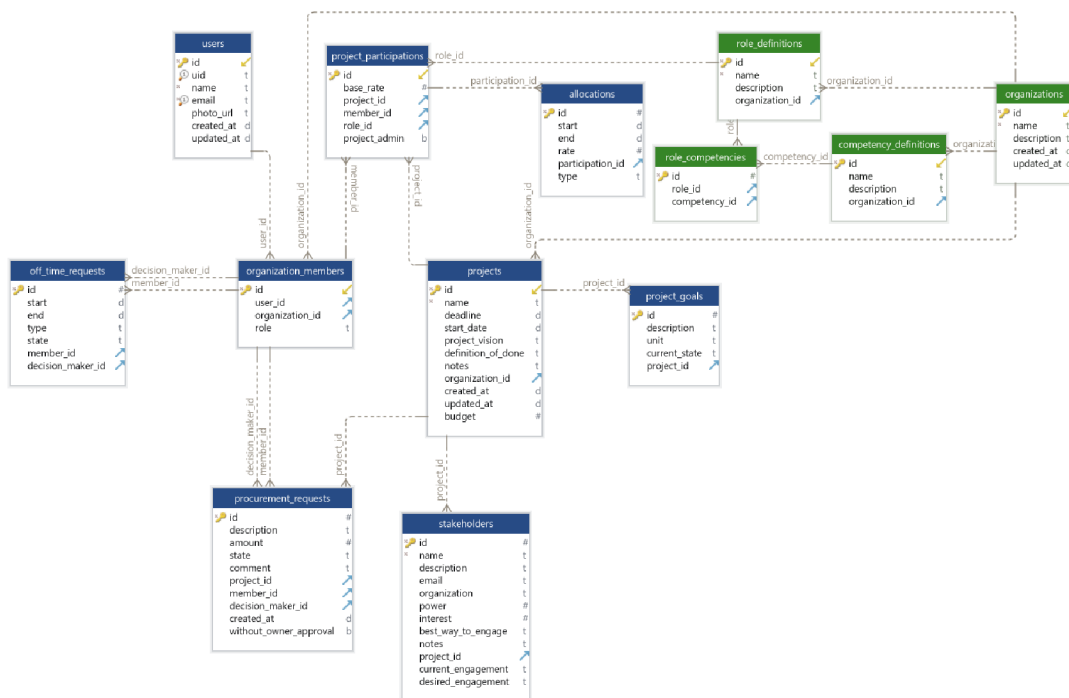 users
id
uid t
name t
email t
photo_url t
created_at d
updated_at d
project_participations
id
base_rate #
project_id
member_id
role_id
project_admin b
role_id
participation_id
allocations
id #
start d
end d
rate #
participation_id
type t
role_definitions
id
name t
description t
organization_id
organization_id
organizations
id
name t
description t
created_at
updated_at
role_competencies
id #
role_id
competency_id
competency_id
competency_definitions
id
name t
description t
organization_id
user_id
organization_id
member_id
project_id
organization_id
off_time_requests
id #
start d
end d
type t
state t
member_id
decision_maker_id
decision_maker_id
member_id
organization_members
id
user_id
organization_id
role t
projects
id
name t
deadline d
start_date d
project_vision t
definition_of_done t
notes t
organization_id
created_at d
updated_at d
budget #
project_id
project_goals
id #
description t
unit t
current_state t
project_id
decision_maker_id
member_id
project_id
project_id
procurement_requests
id #
description t
amount #
state t
comment t
project_id
member_id
decision_maker_id
created_at d
without_owner_approval b
stakeholders
id #
name t
description t
email t
organization t
power #
interest #
best_way_to_engage t
notes t
project_id
current_engagement t
desired_engagement t